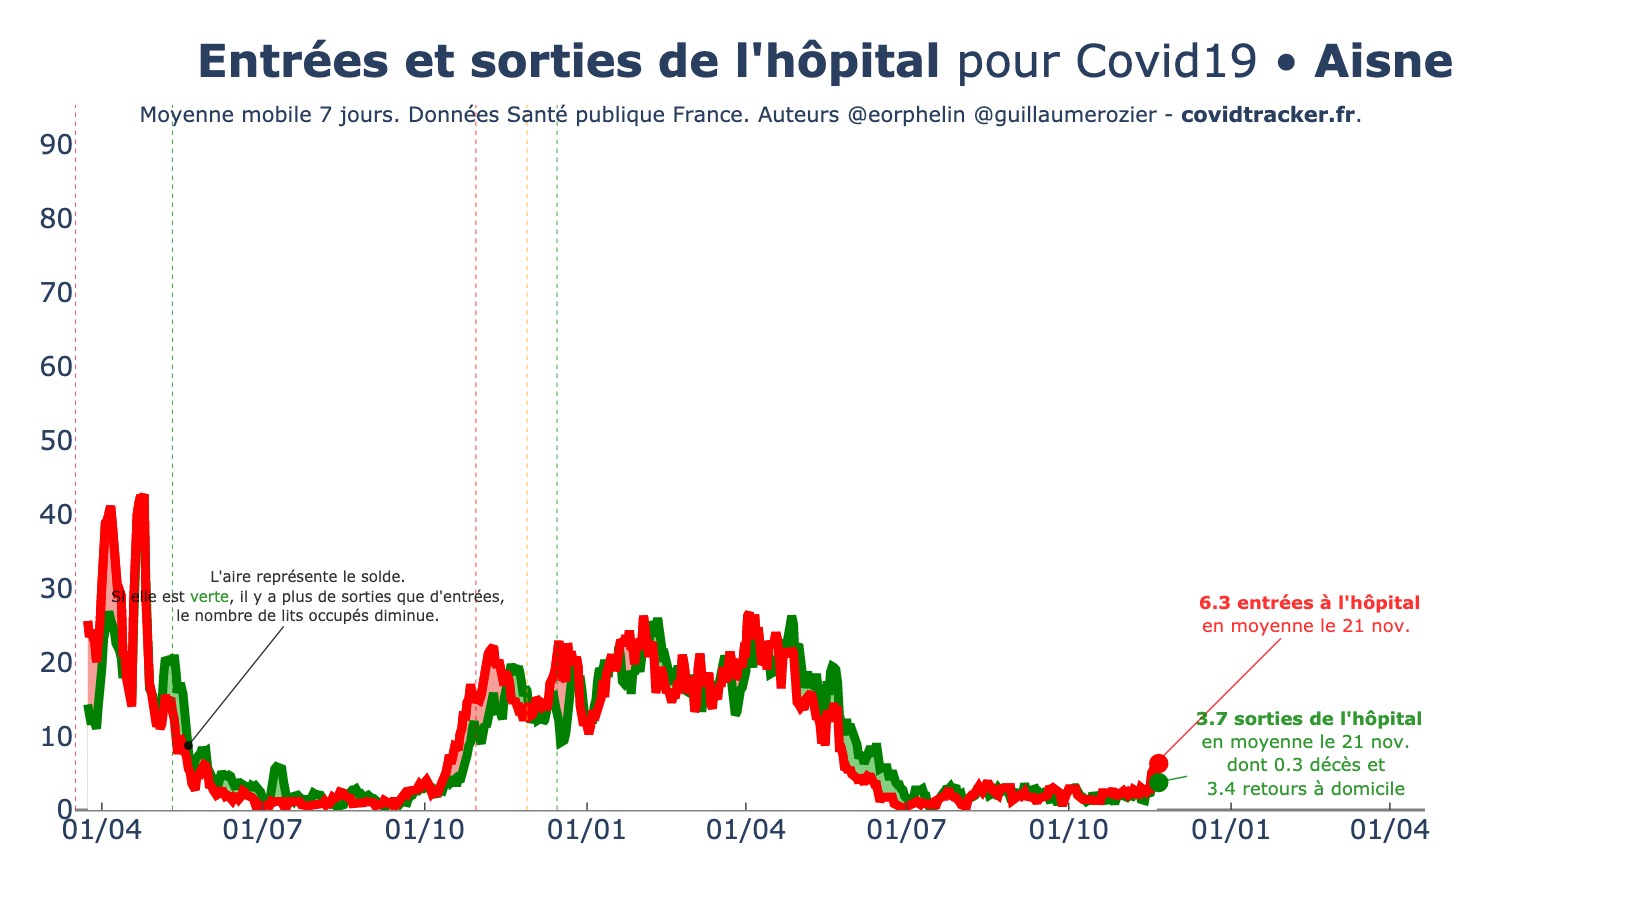 Entrées et sorties de l'hôpital pour Covid19 • Aisne
Moyenne mobile 7 jours. Données Santé publique France. Auteurs @eorphelin @guillaumerozier - covidtracker.fr.
90
80
70
60
50
40
30
20
10
0
L'aire représente le solde.
Si elle est verte, il y a plus de sorties que d'entrées,
le nombre de lits occupés diminue.
6.3 entrées à l'hôpital
en moyenne le 21 nov.
3.7 sorties de l'hôpital
en moyenne le 21 nov.
dont 0.3 décès et
3.4 retours à domicile
01/04 01/07 01/10 01/01 01/04 01/07 01/10 01/01 01/04